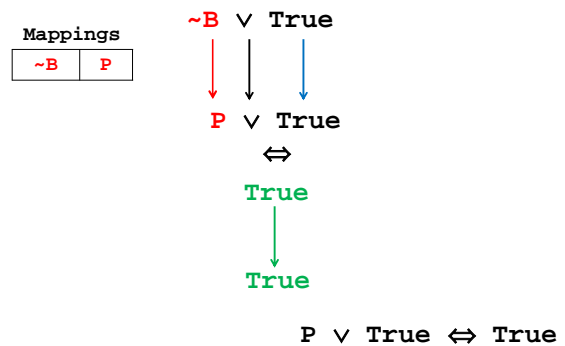 ~B ∨ True
Mappings
~B P
P ∨ True
⇔
True
True
P ∨ True ⇔ True